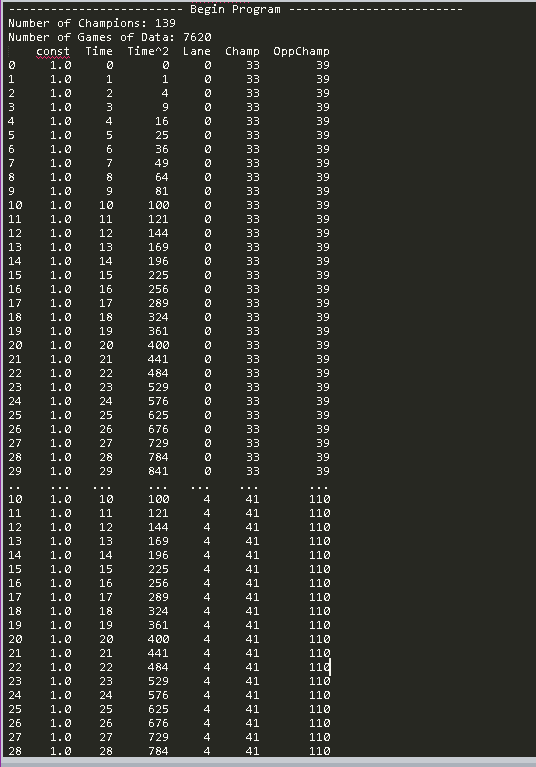 -------------------------- Begin Program -------------------------
Number of Champions: 139
Number of Games of Data: 7620
const Time Time^2 Lane Champ OppChamp
0 1.0 0 0 0 33 39
1 1.0 1 1 0 33 39
2 1.0 2 4 0 33 39
3 1.0 3 9 0 33 39
4 1.0 4 16 0 33 39
5 1.0 5 25 0 33 39
6 1.0 6 36 0 33 39
7 1.0 7 49 0 33 39
8 1.0 8 64 0 33 39
9 1.0 9 81 0 33 39
10 1.0 10 100 0 33 39
11 1.0 11 121 0 33 39
12 1.0 12 144 0 33 39
13 1.0 13 169 0 33 39
14 1.0 14 196 0 33 39
15 1.0 15 225 0 33 39
16 1.0 16 256 0 33 39
17 1.0 17 289 0 33 39
18 1.0 18 324 0 33 39
19 1.0 19 361 0 33 39
20 1.0 20 400 0 33 39
21 1.0 21 441 0 33 39
22 1.0 22 484 0 33 39
23 1.0 23 529 0 33 39
24 1.0 24 576 0 33 39
25 1.0 25 625 0 33 39
26 1.0 26 676 0 33 39
27 1.0 27 729 0 33 39
28 1.0 28 784 0 33 39
29 1.0 29 841 0 33 39
.. ... ... ... ... ... ...
10 1.0 10 100 4 41 110
11 1.0 11 121 4 41 110
12 1.0 12 144 4 41 110
13 1.0 13 169 4 41 110
14 1.0 14 196 4 41 110
15 1.0 15 225 4 41 110
16 1.0 16 256 4 41 110
17 1.0 17 289 4 41 110
18 1.0 18 324 4 41 110
19 1.0 19 361 4 41 110
20 1.0 20 400 4 41 110
21 1.0 21 441 4 41 110
22 1.0 22 484 4 41 110
23 1.0 23 529 4 41 110
24 1.0 24 576 4 41 110
25 1.0 25 625 4 41 110
26 1.0 26 676 4 41 110
27 1.0 27 729 4 41 110
28 1.0 28 784 4 41 110